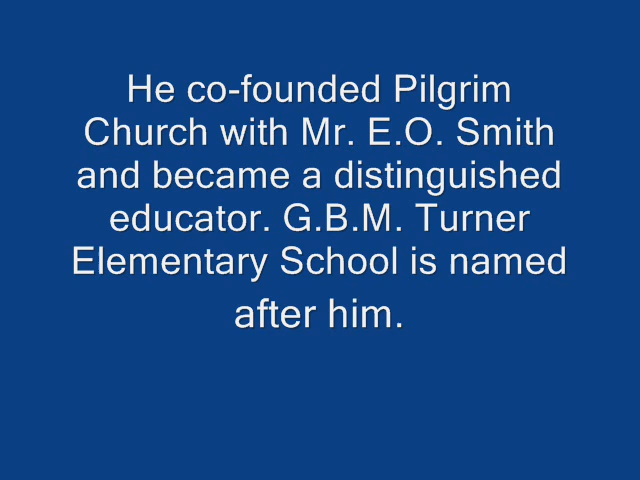 He co-founded Pilgrim
Church with Mr. E.O. Smith
and became a distinguished
educator. G.B.M. Turner
Elementary School is named
after him.